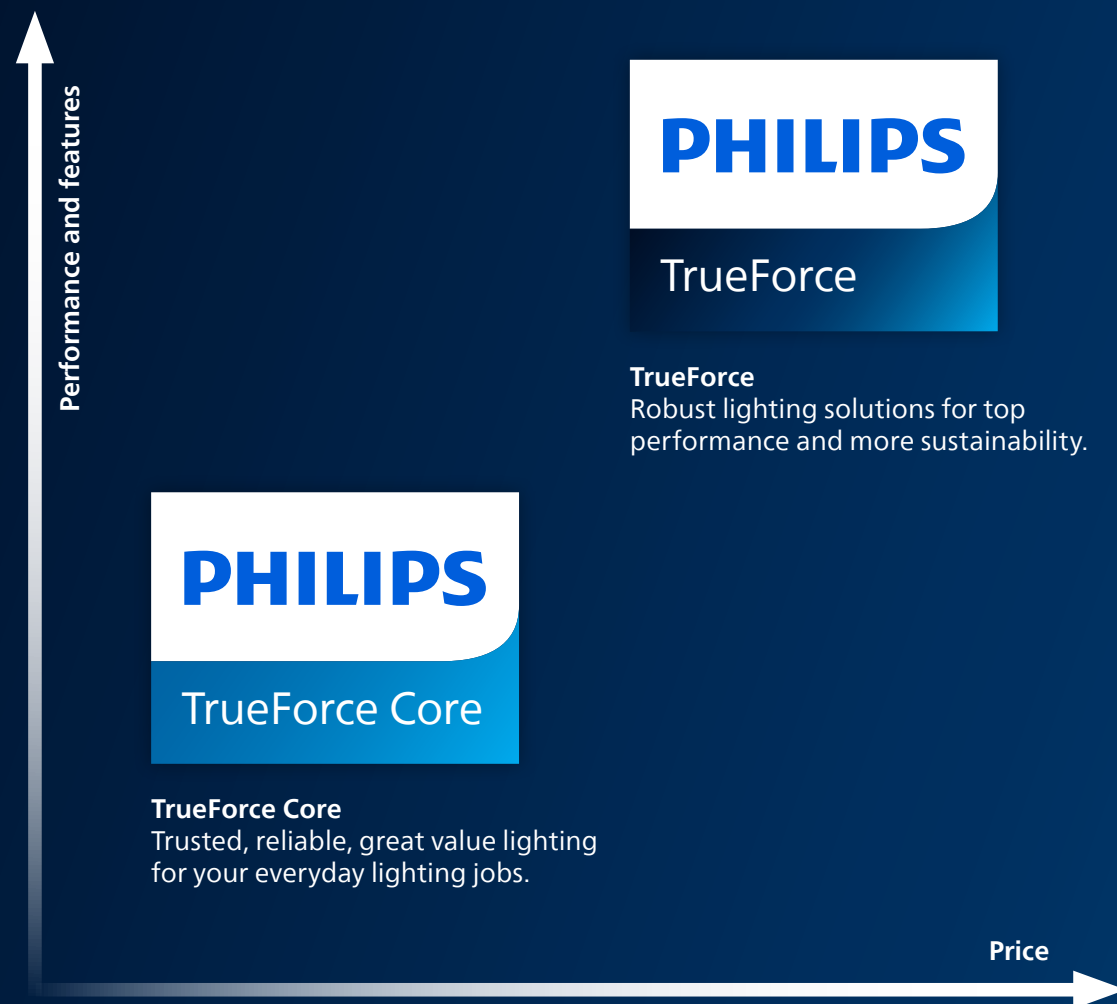 Performance and features
PHILIPS
TrueForce
TrueForce
Robust lighting solutions for top
performance and more sustainability.
PHILIPS
TrueForce Core
TrueForce Core
Trusted, reliable, great value lighting
for your everyday lighting jobs.
Price